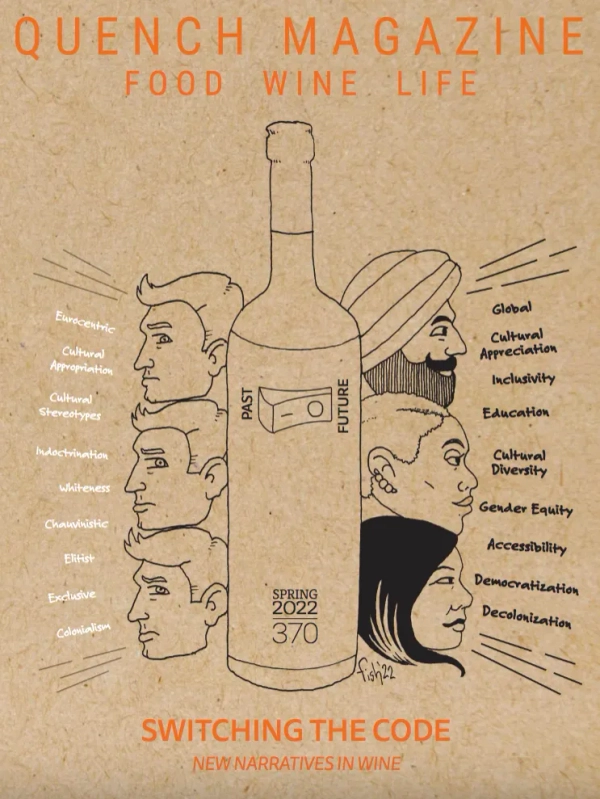 QUENCH MAGAZINE
FOOD WINE LIFE
Eurocentric
Cultural
Appropriation
Cultural
Stereotypes
Indoctrination
Whiteness
Chauvinistic
Elitist
Exclusive
Colonialism
PAST
FUTURE
SPRING
2022
370
Global
Cultural
Appreciation
Inclusivity
Education
Cultural
Diversity
Gender Equity
Accessibility
Democratization
Decolonization
fish'22
SWITCHING THE CODE
NEW NARRATIVES IN WINE